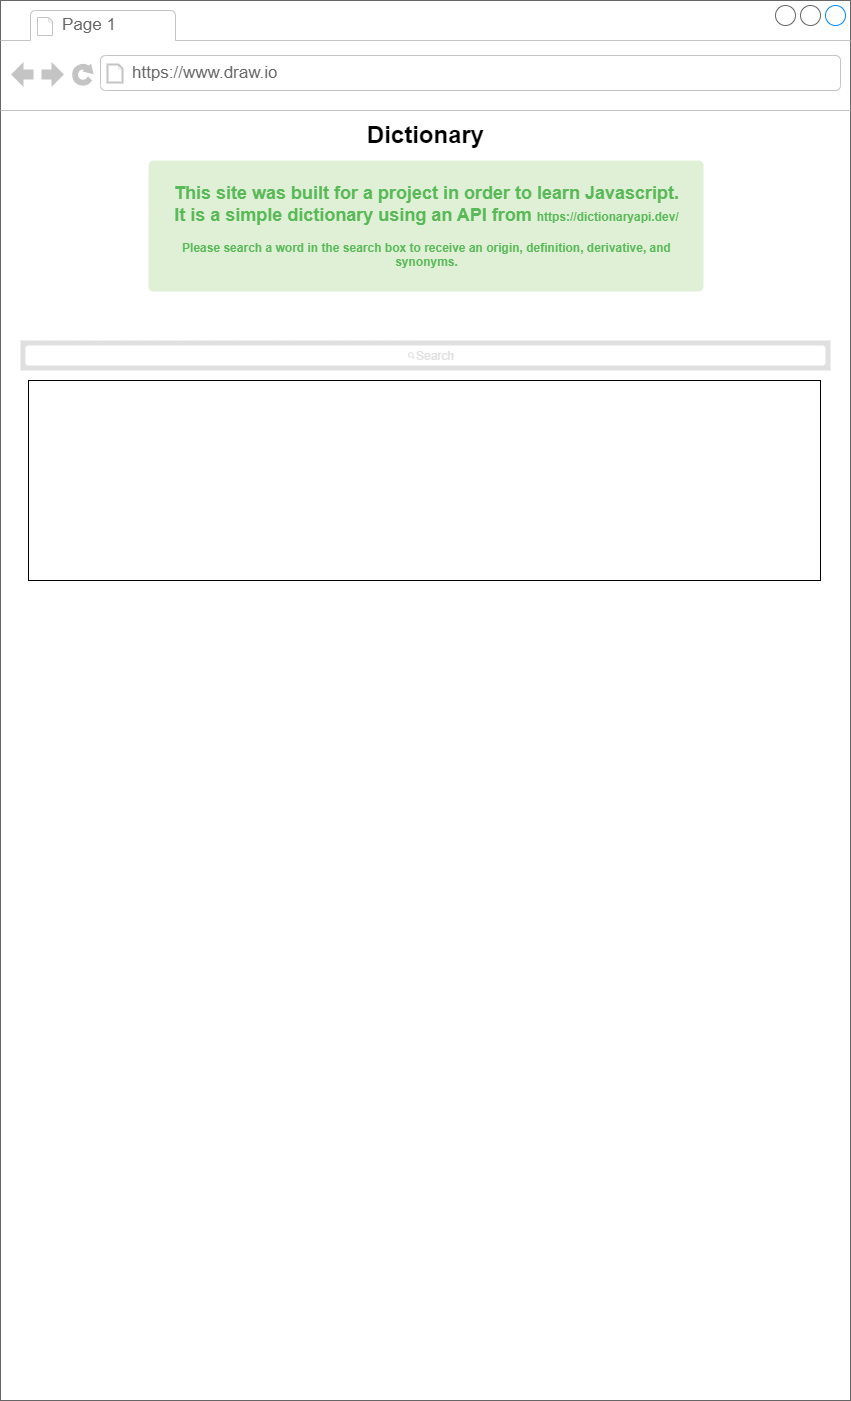 Page 1
https://www.draw.io
Dictionary
This site was built for a project in order to learn Javascript.
It is a simple dictionary using an API from https://dictionaryapi.dev/
Please search a word in the search box to receive an origin, definition, derivative, and
synonyms.
Search